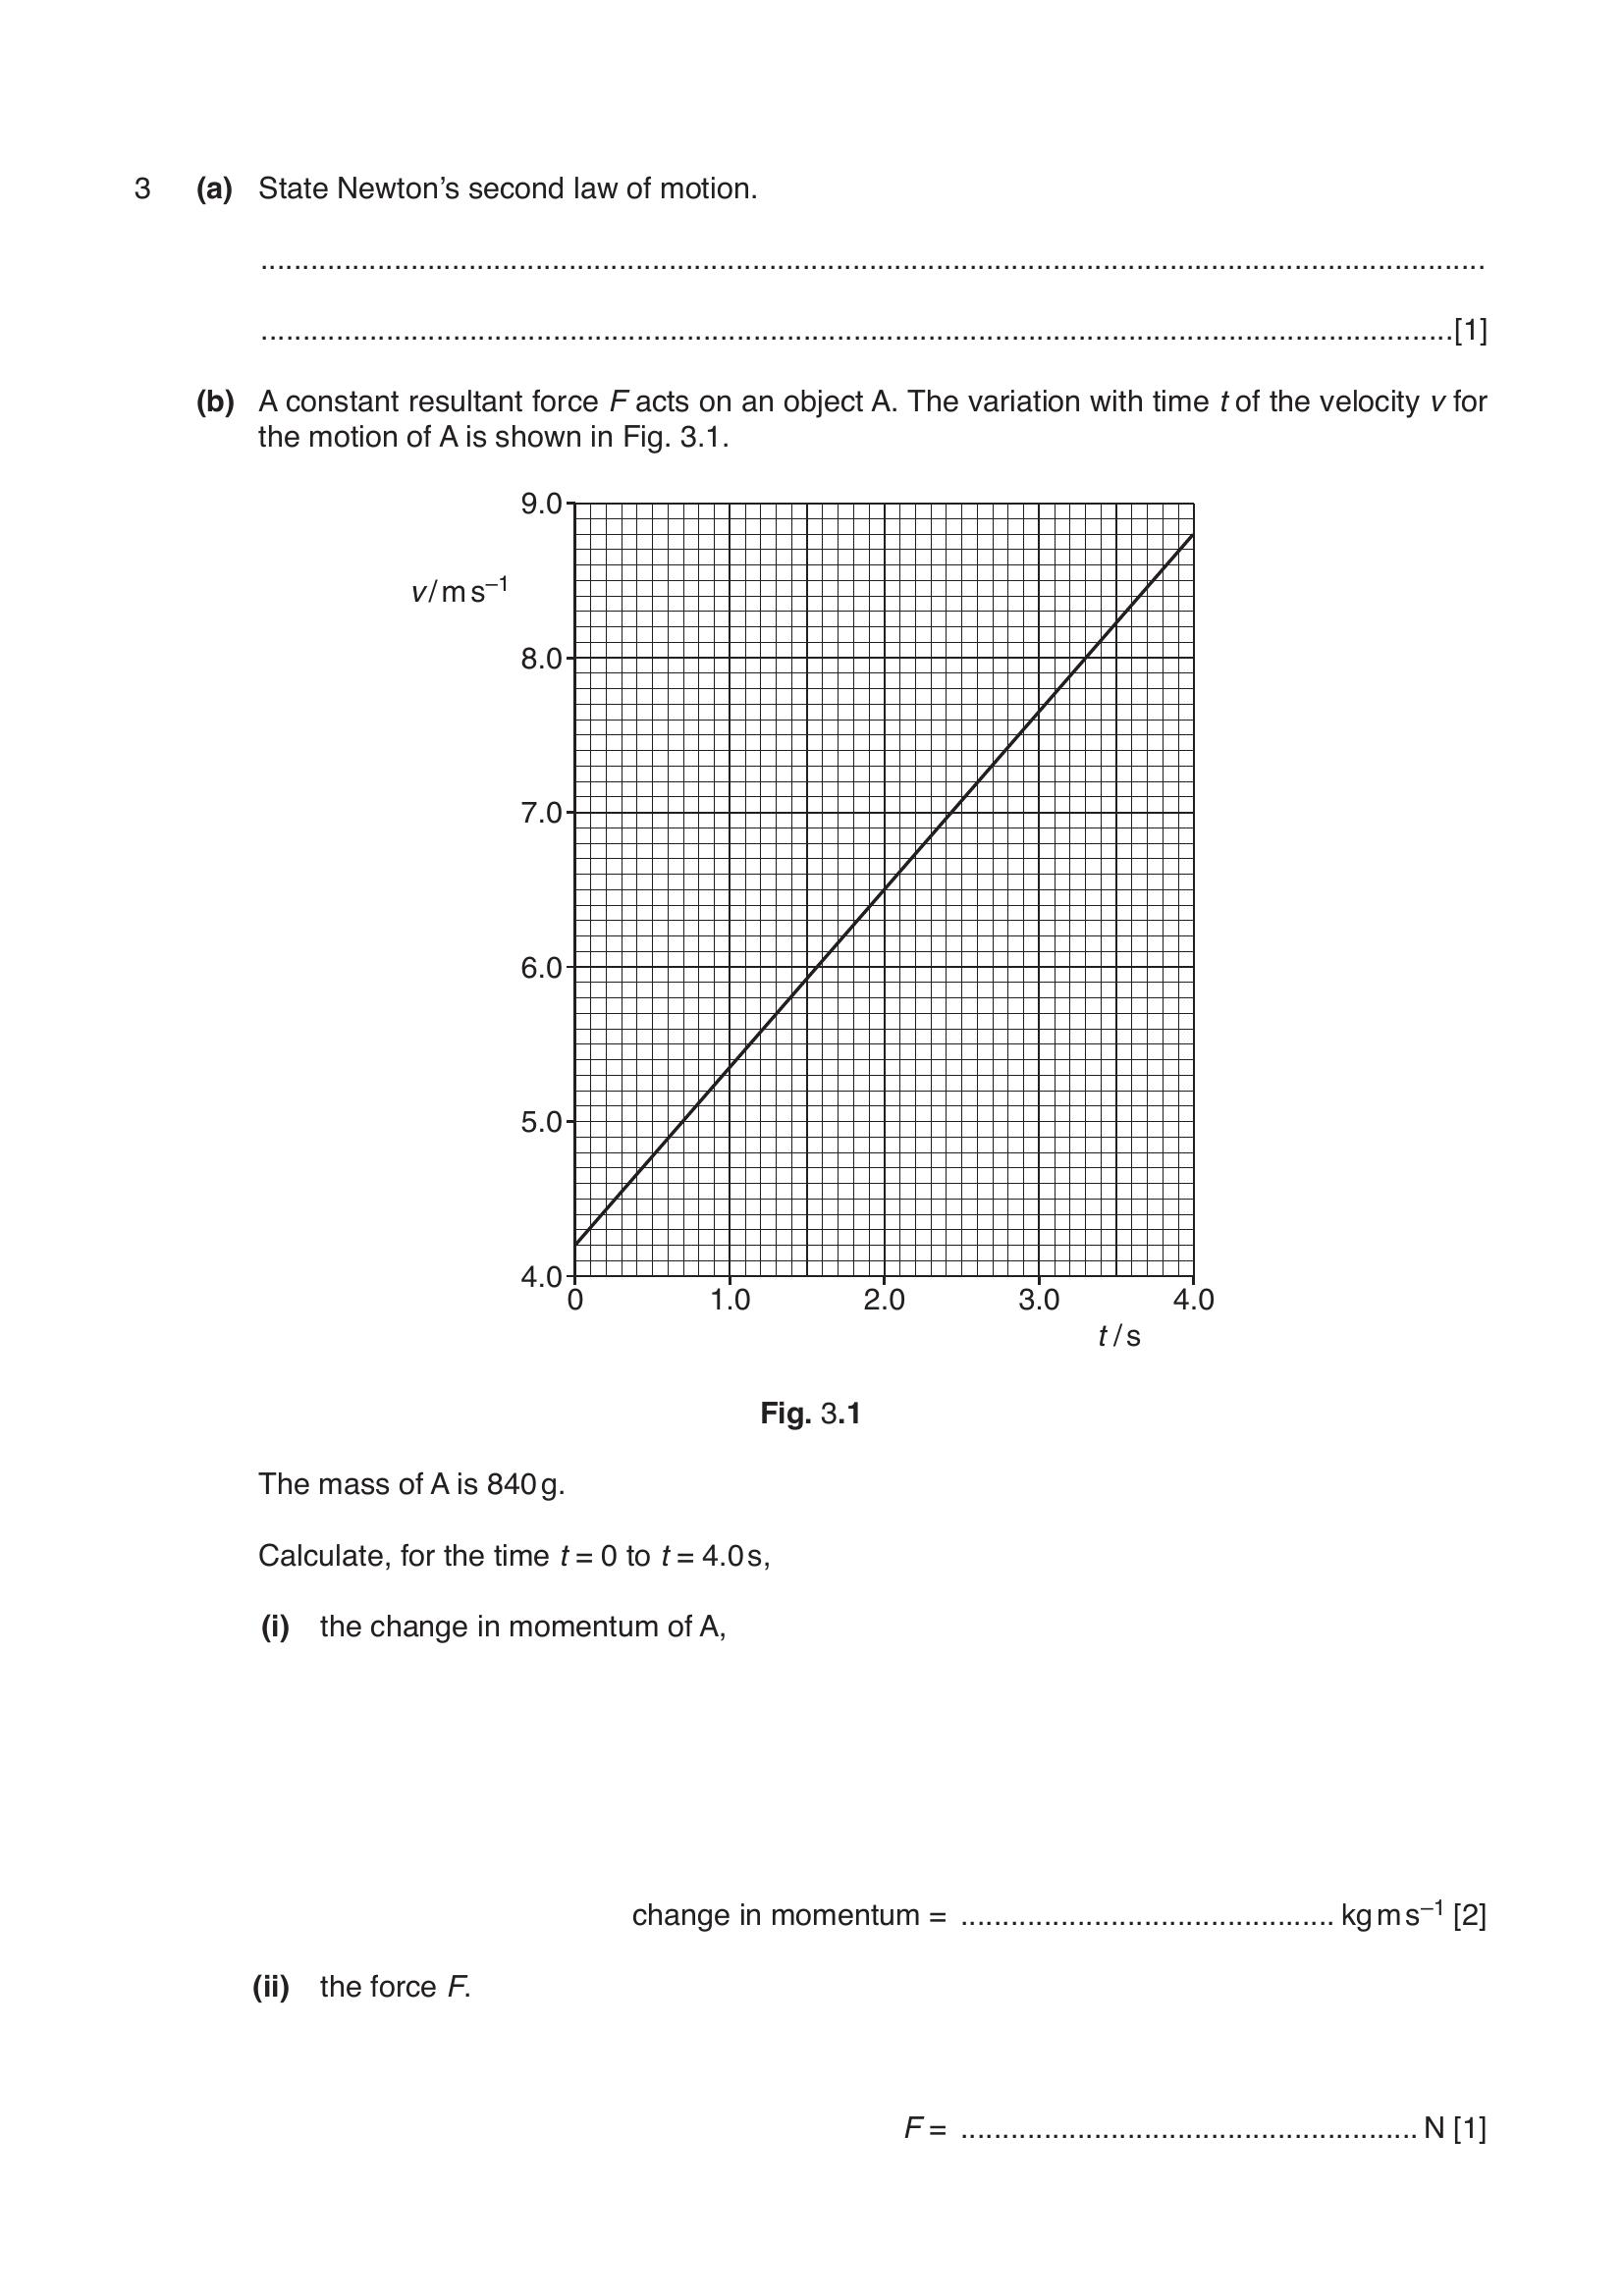 3 (a) State Newton’s second law of motion.
..........................................................................................................................................
......................................................................................................................................[1]
(b) A constant resultant force F acts on an object A. The variation with time t of the velocity v for
the motion of A is shown in Fig. 3.1.
9.0
v / m s⁻¹
8.0
7.0
6.0
5.0
4.0
0 1.0 2.0 3.0 4.0
t / s
Fig. 3.1
The mass of A is 840 g.
Calculate, for the time t = 0 to t = 4.0 s,
(i) the change in momentum of A,
change in momentum = ............................................. kg m s⁻¹ [2]
(ii) the force F.
F = ....................................................... N [1]